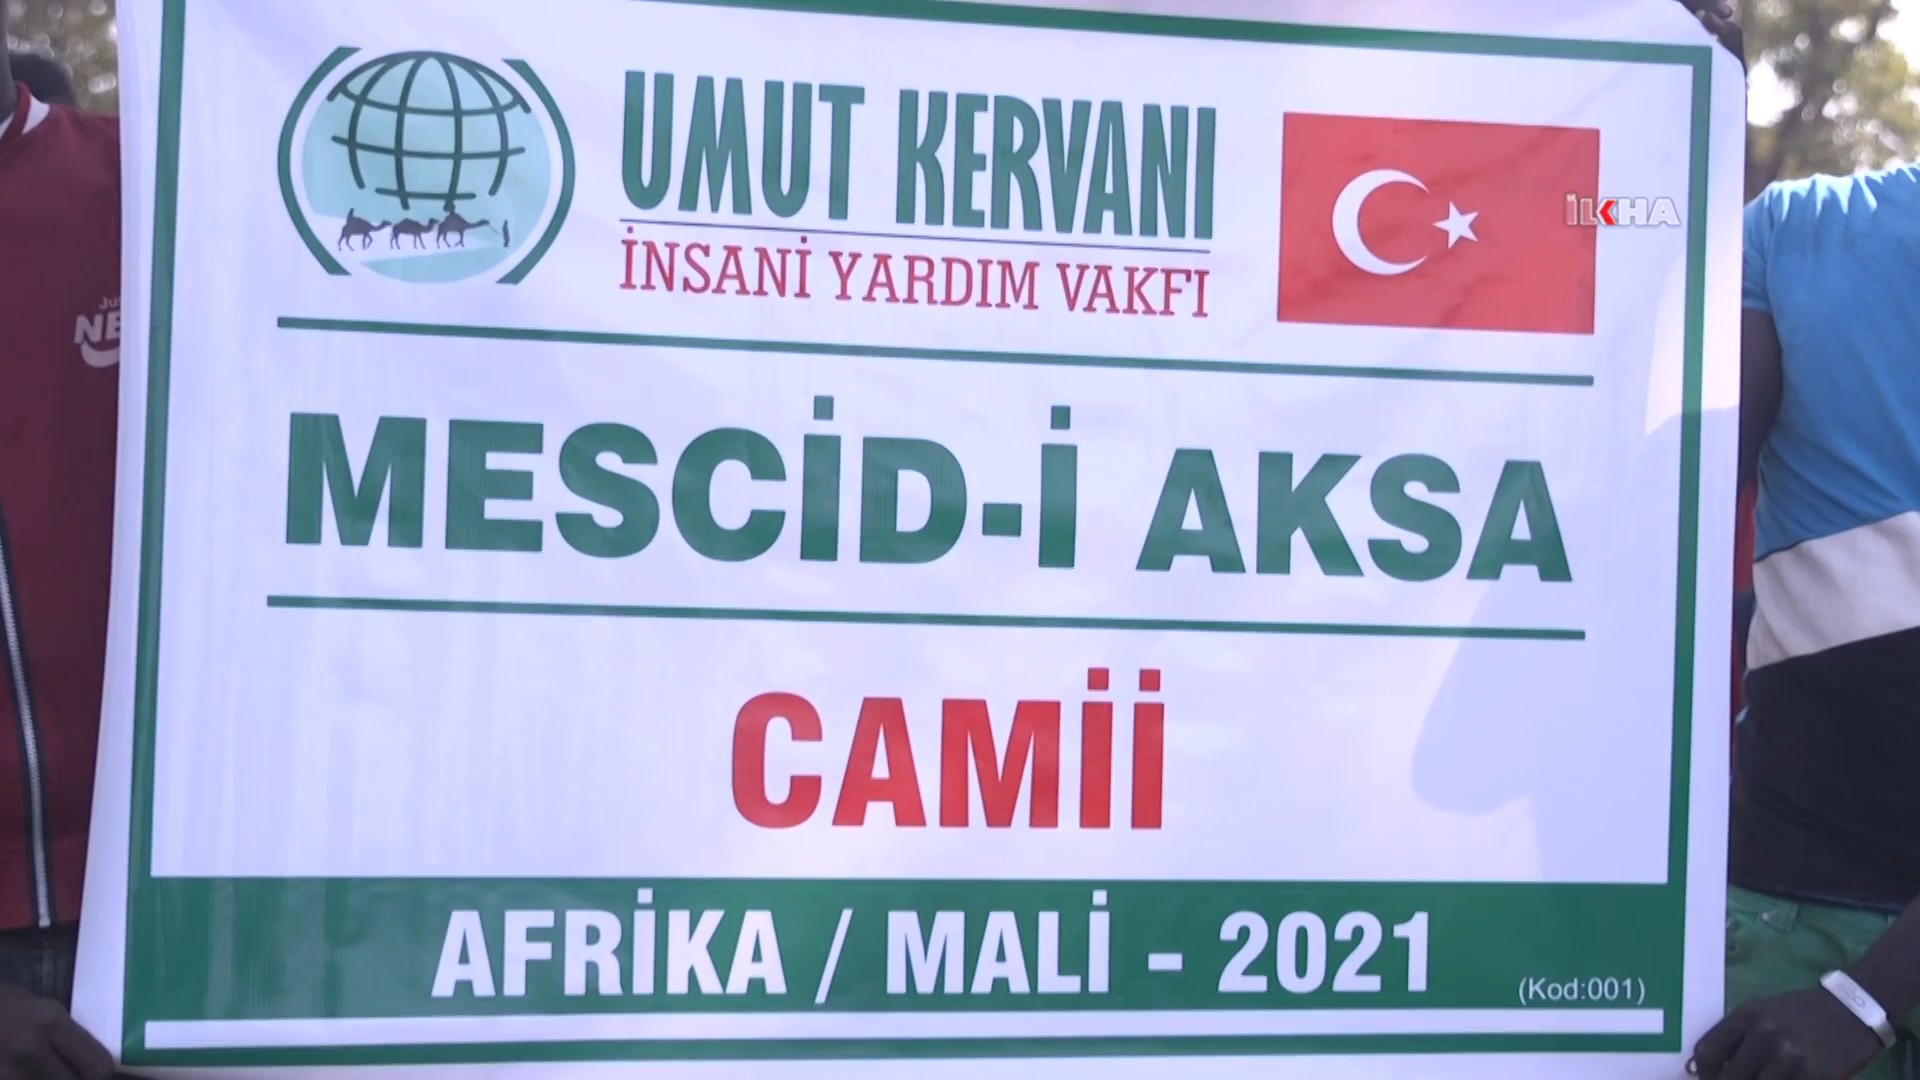 UMUT KERVANI
İNSANİ YARDIM VAKFI
İLKHA
MESCİD-İ AKSA
CAMİİ
AFRİKA / MALİ - 2021
(Kod:001)